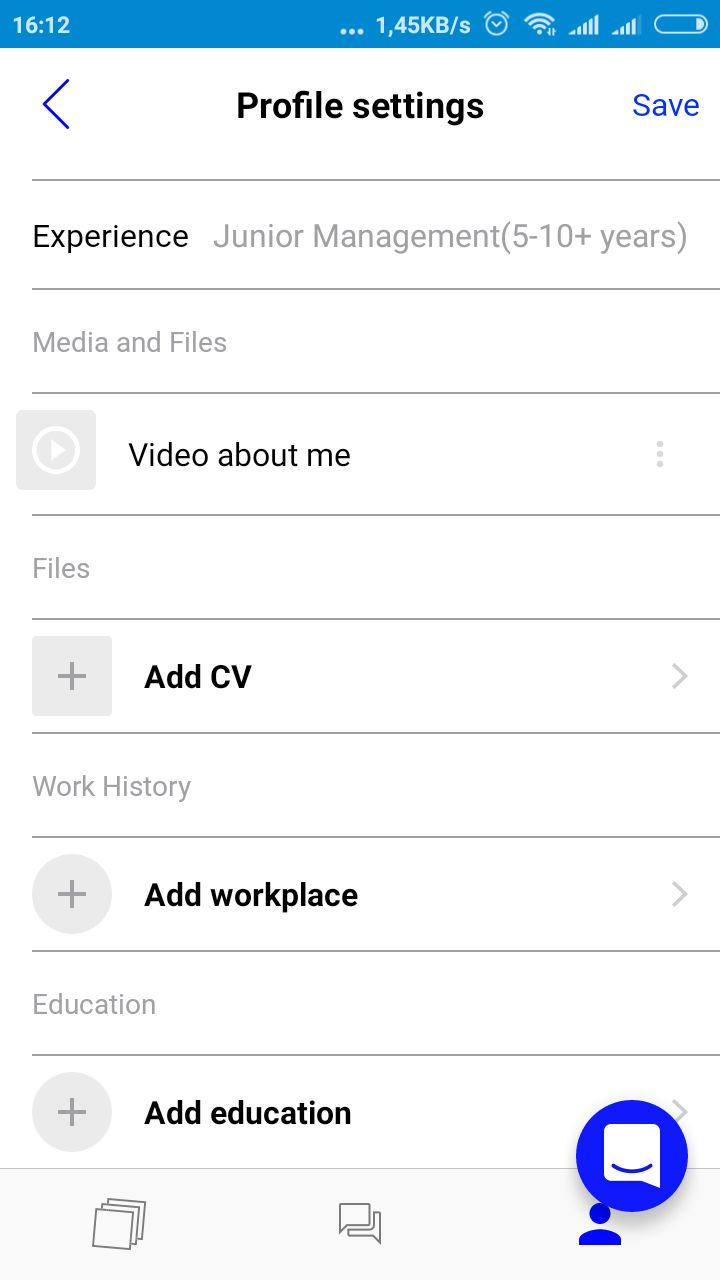 16:12 ... 1,45KB/s
Profile settings Save
Experience Junior Management(5-10+ years)
Media and Files
Video about me
Files
Add CV
Work History
Add workplace
Education
Add education